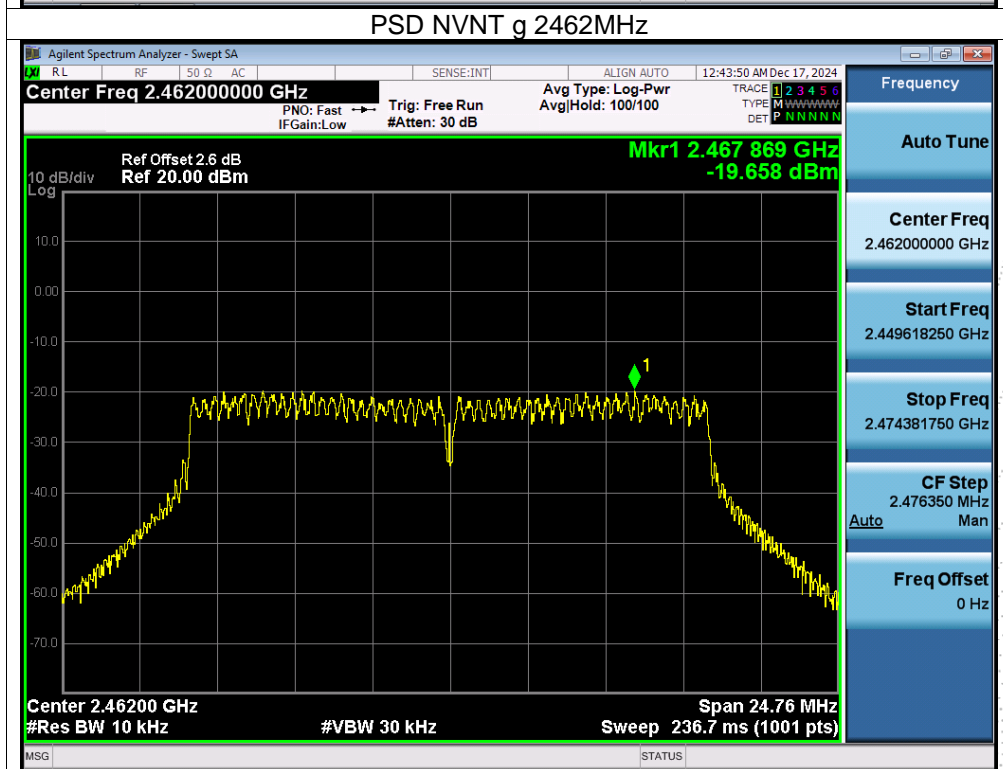 PSD NVNT g 2462MHz
Agilent Spectrum Analyzer - Swept SA
LXI RL RF 50 Ω AC SENSE:INT ALIGN AUTO 12:43:50 AM Dec 17, 2024
Center Freq 2.462000000 GHz
PNO: Fast
IFGain:Low
Trig: Free Run
#Atten: 30 dB
Avg Type: Log-Pwr
Avg|Hold: 100/100
TRACE 1 2 3 4 5 6
TYPE M WWWWW
DET P N N N N N
Mkr1 2.467 869 GHz
-19.658 dBm
Ref Offset 2.6 dB
10 dB/div Ref 20.00 dBm
Log
10.0
0.00
-10.0
1
-20.0
-30.0
-40.0
-50.0
-60.0
-70.0
Center 2.46200 GHz Span 24.76 MHz
#Res BW 10 kHz #VBW 30 kHz Sweep 236.7 ms (1001 pts)
MSG STATUS
Frequency
Auto Tune
Center Freq
2.462000000 GHz
Start Freq
2.449618250 GHz
Stop Freq
2.474381750 GHz
CF Step
2.476350 MHz
Auto Man
Freq Offset
0 Hz